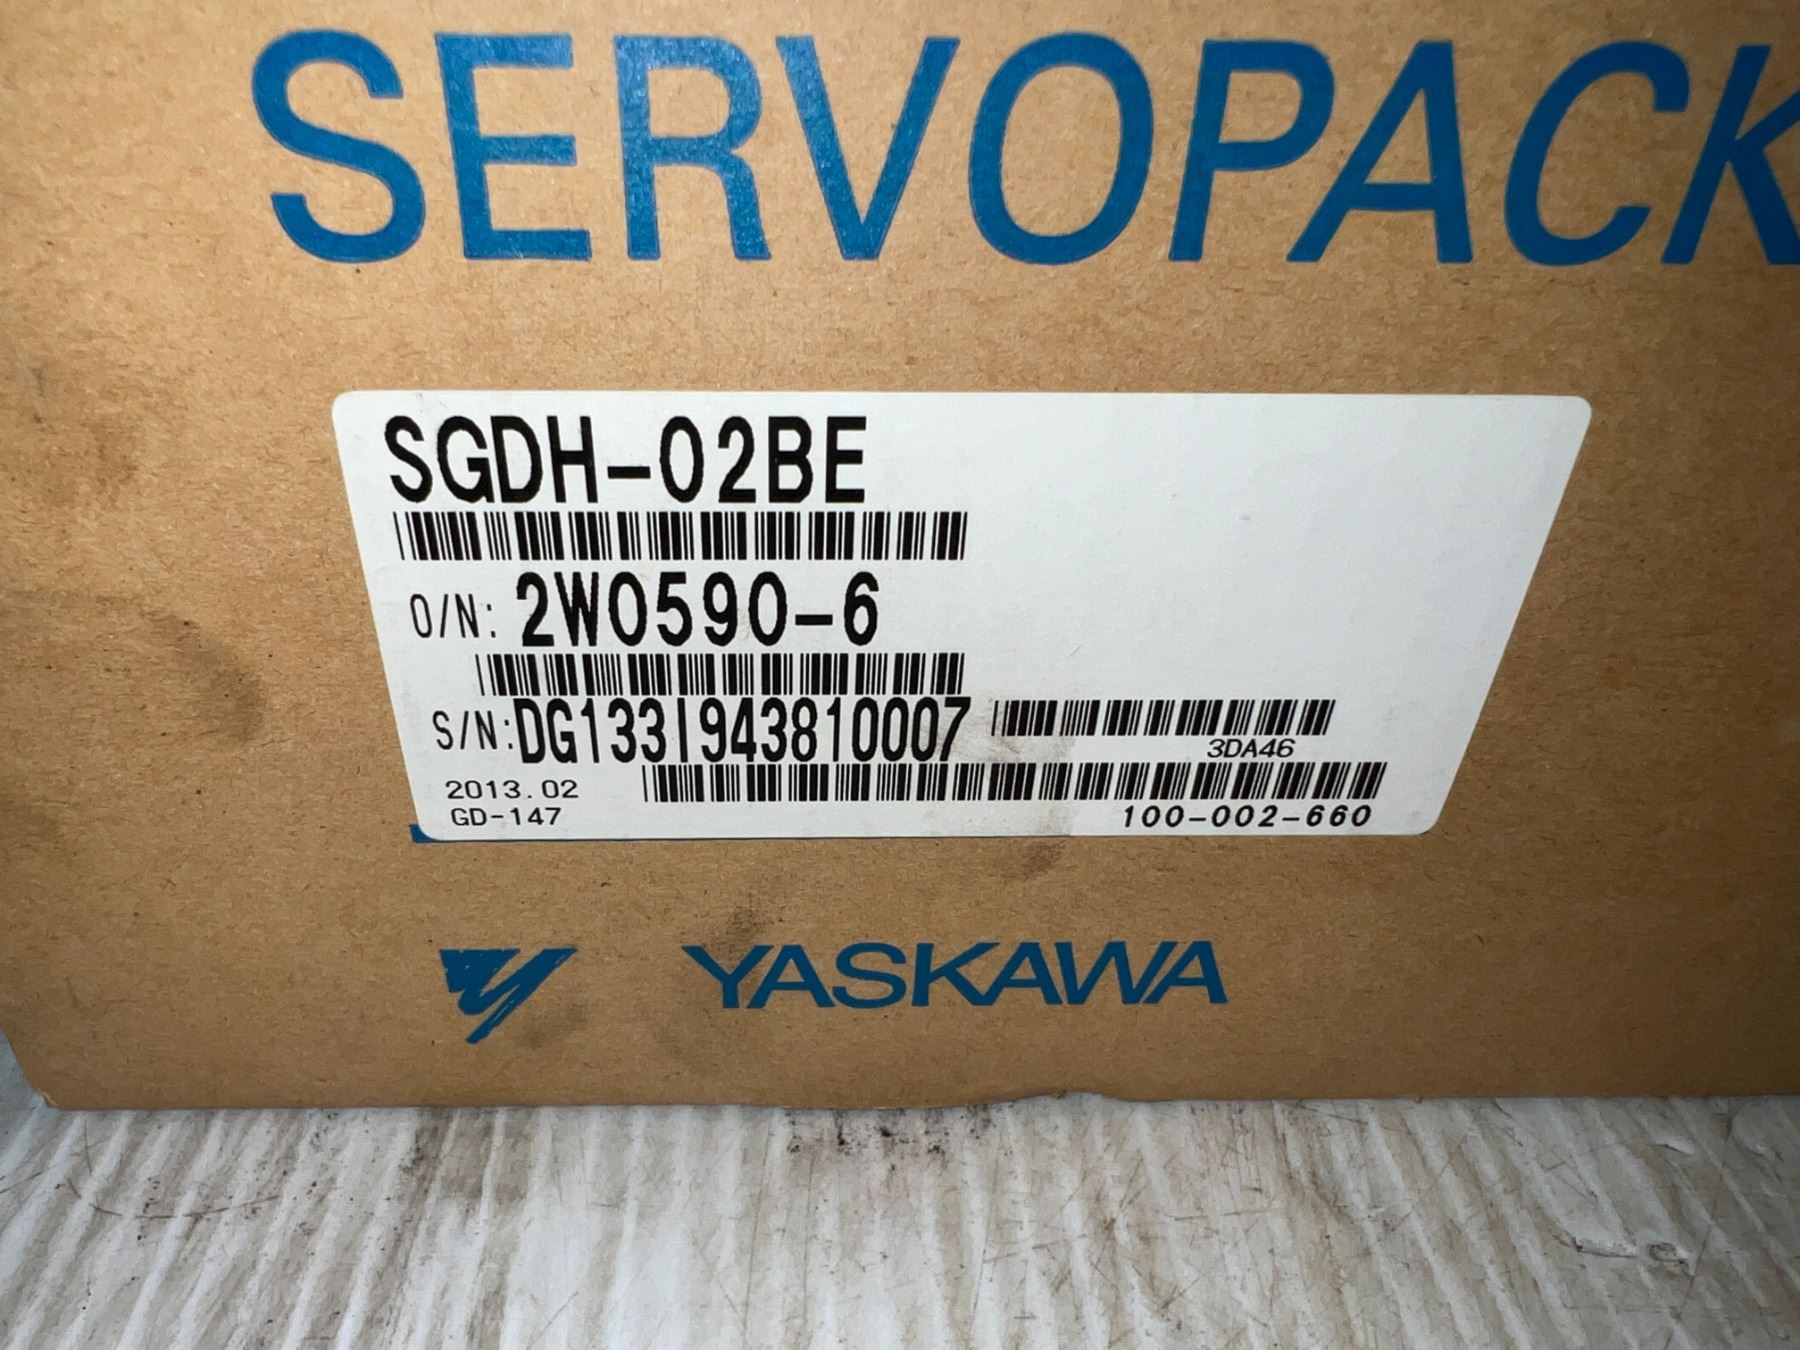 SERVOPACK
SGDH-02BE
O/N: 2W0590-6
S/N: DG133I943810007
3DA46
2013.02
GD-147
100-002-660
YASKAWA